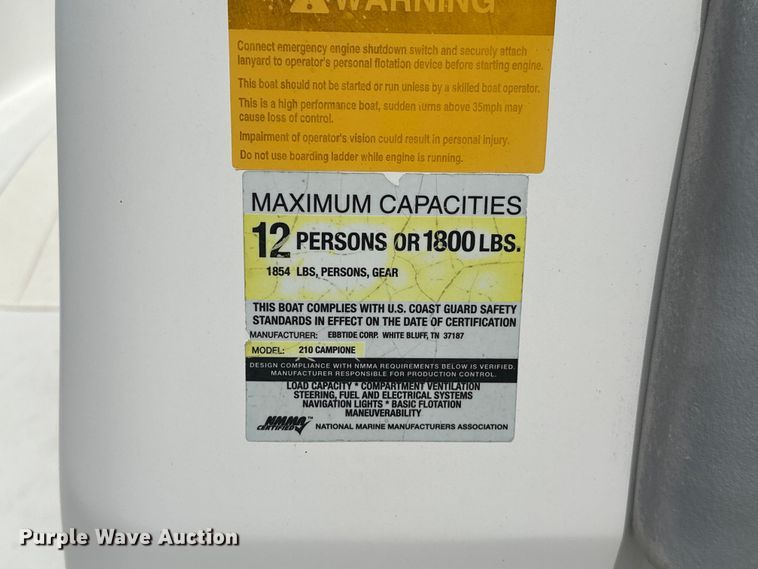 WARNING
Connect emergency engine shutdown switch and securely attach
lanyard to operator's personal flotation device before starting engine.
This boat should not be started or run unless by a skilled boat operator.
This is a high performance boat, sudden turns above 35mph may
cause loss of control.
Impairment of operator's vision could result in personal injury.
Do not use boarding ladder while engine is running.
MAXIMUM CAPACITIES
12 PERSONS OR 1800 LBS.
1854 LBS, PERSONS, GEAR
THIS BOAT COMPLIES WITH U.S. COAST GUARD SAFETY
STANDARDS IN EFFECT ON THE DATE OF CERTIFICATION
MANUFACTURER: EBBTIDE CORP. WHITE BLUFF, TN 37187
MODEL: 210 CAMPIONE
DESIGN COMPLIANCE WITH NMMA REQUIREMENTS BELOW IS VERIFIED.
MANUFACTURER RESPONSIBLE FOR PRODUCTION CONTROL.
LOAD CAPACITY * COMPARTMENT VENTILATION
STEERING, FUEL AND ELECTRICAL SYSTEMS
NAVIGATION LIGHTS * BASIC FLOTATION
MANEUVERABILITY
NMMA™
CERTIFIED
NATIONAL MARINE MANUFACTURERS ASSOCIATION
Purple Wave Auction